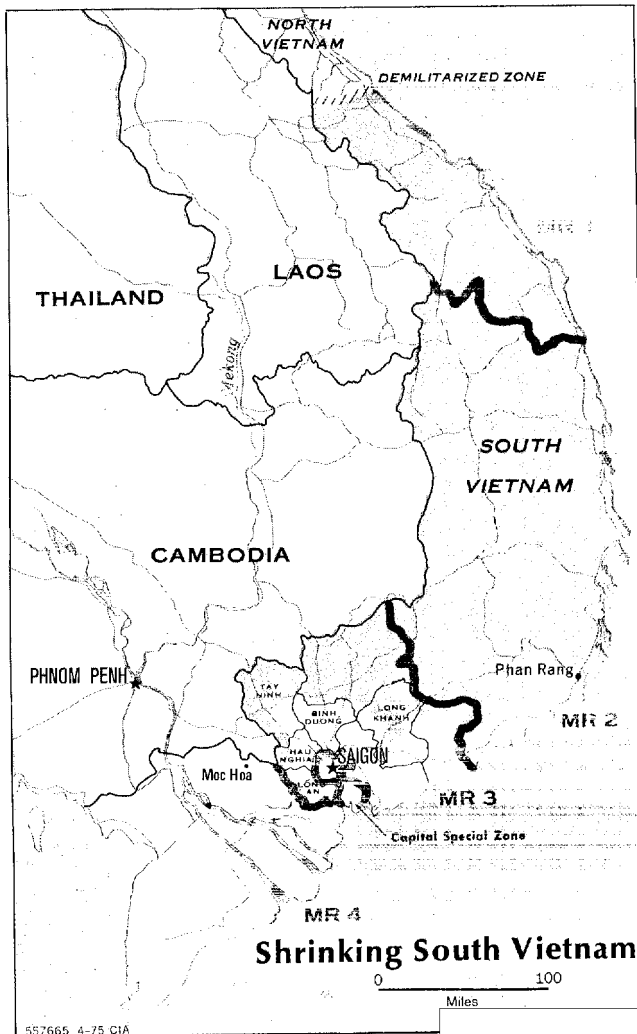 NORTH
VIETNAM
DEMILITARIZED ZONE
LAOS
THAILAND
Mekong
SOUTH
VIETNAM
CAMBODIA
PHNOM PENH
Phan Rang
TAY
NINH
LONG
KHANH
BINH
DUONG
MR 2
HAU
NGHIA
SAIGON
Moc Hoa
LONG
AN
MR 3
Capital Special Zone
MR 4
Shrinking South Vietnam
0 100
Miles
557665 4-75 CIA